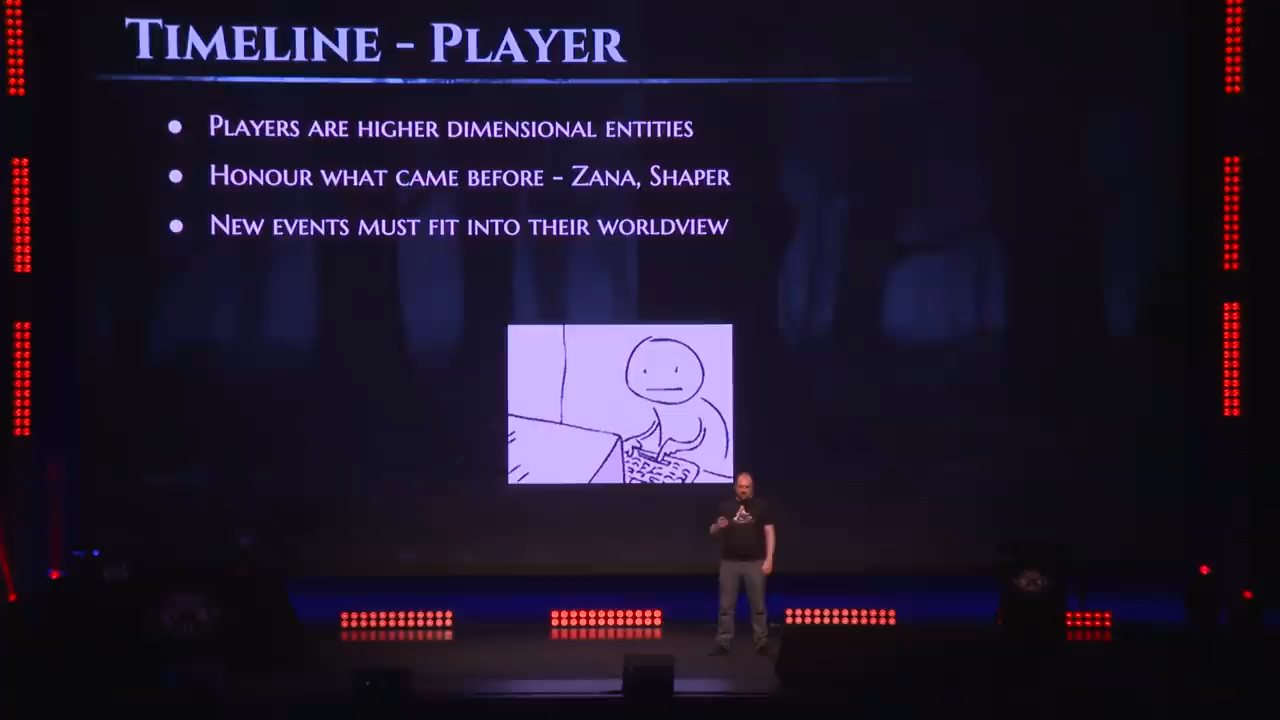 Timeline - Player
Players are higher dimensional entities
Honour what came before - Zana, Shaper
New events must fit into their worldview